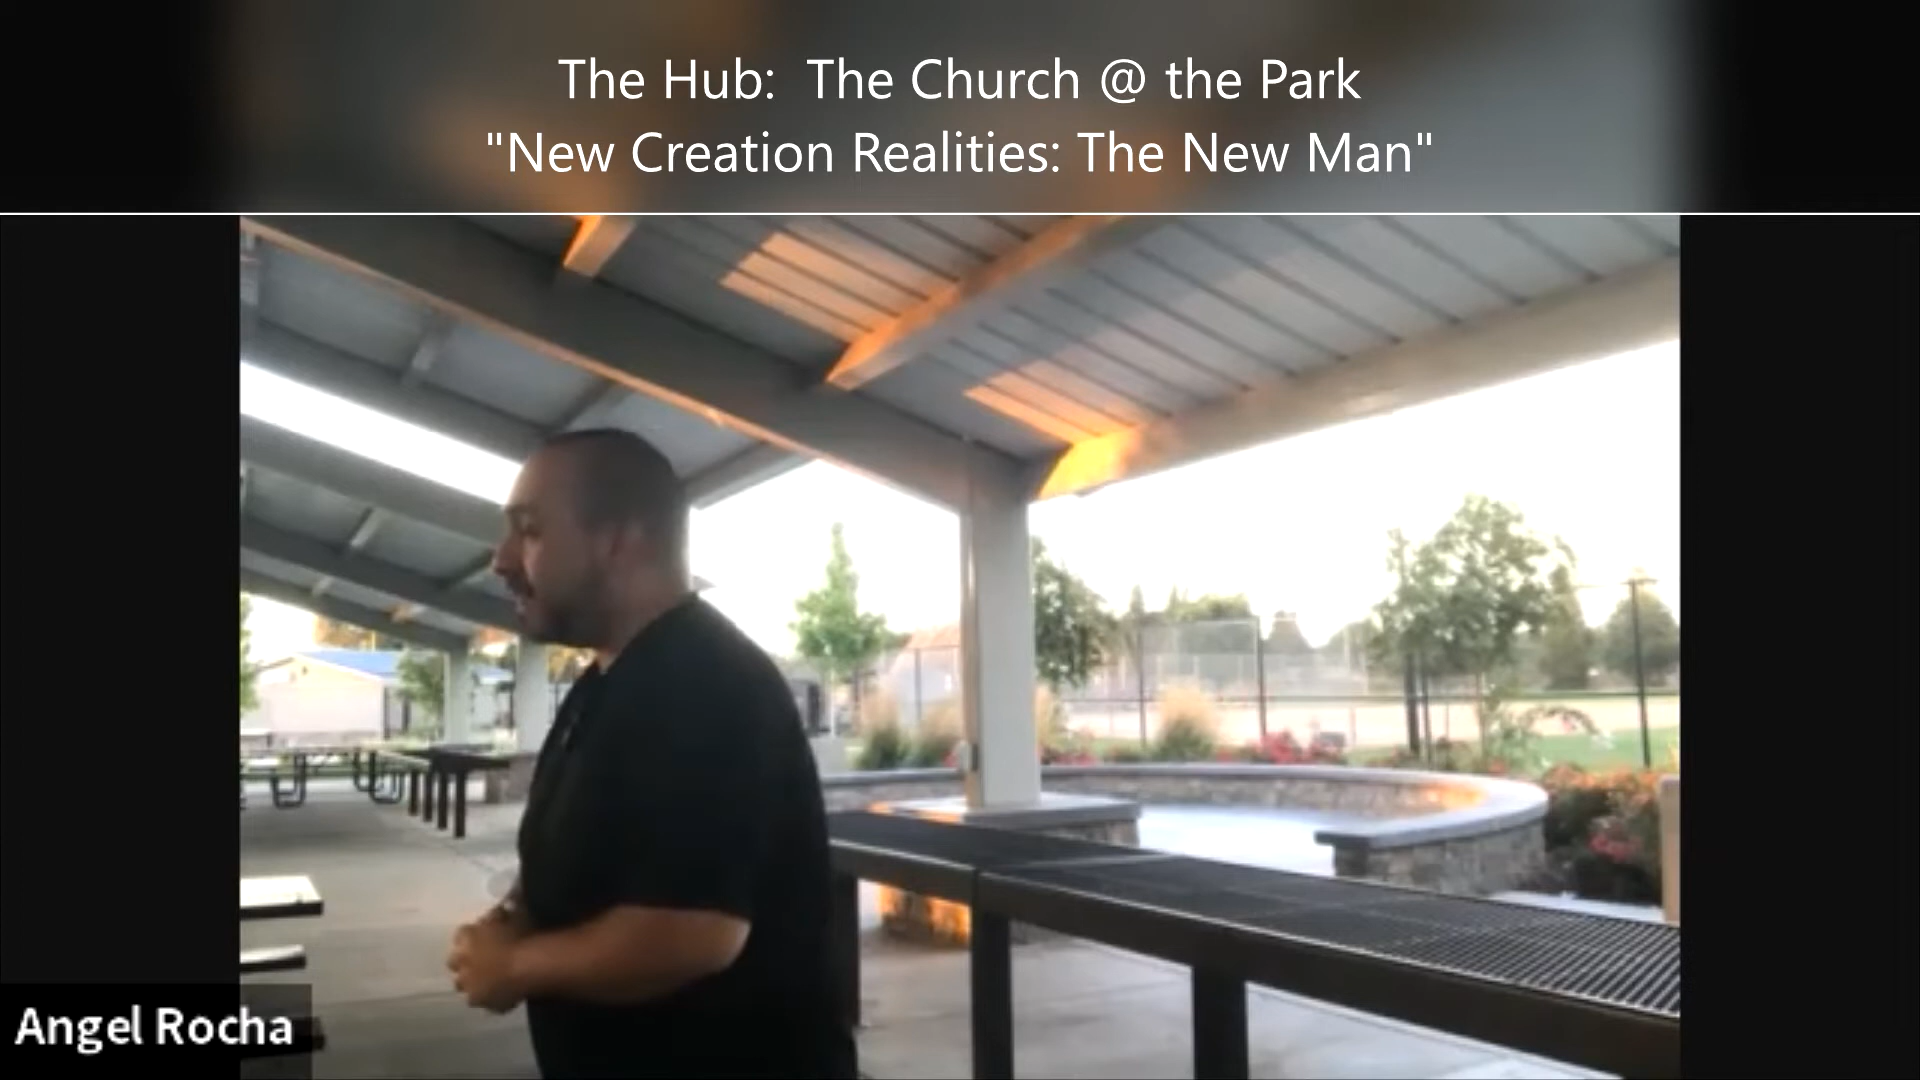 The Hub:  The Church @ the Park
"New Creation Realities: The New Man"
Angel Rocha